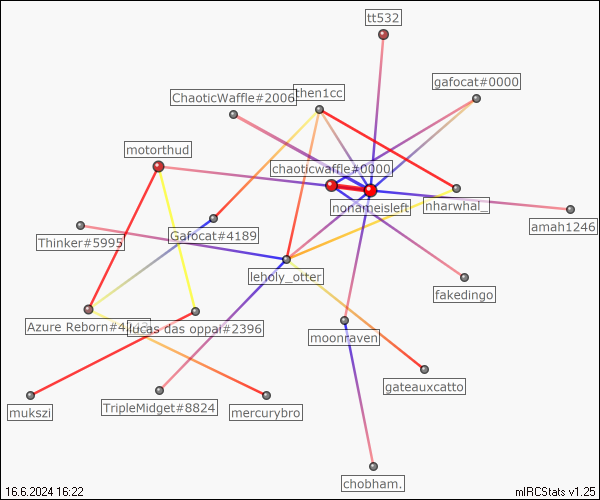 tt532
gafocat#0000
ChaoticWaffle#2006
then1cc
motorthud
chaoticwaffle#0000
nonameisleft
nharwhal_
amah1246
Thinker#5995
Gafocat#4189
leholy_otter
fakedingo
Azure
lucas das oppai#2396
moonraven
gateauxcatto
mukszi
TripleMidget#8824
mercurybro
chobham.
16.6.2024 16:22
mIRCStats v1.25